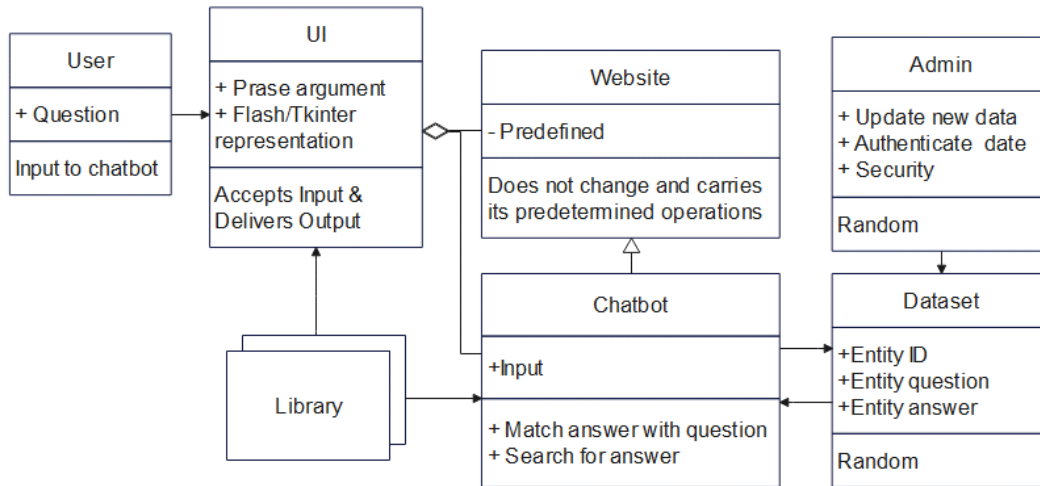 User
+ Question
Input to chatbot
UI
+ Prase argument
+ Flash/Tkinter
representation
Accepts Input &
Delivers Output
Website
- Predefined
Does not change and carries
its predetermined operations
Admin
+ Update new data
+ Authenticate date
+ Security
Random
Library
Chatbot
+Input
+ Match answer with question
+ Search for answer
Dataset
+Entity ID
+Entity question
+Entity answer
Random